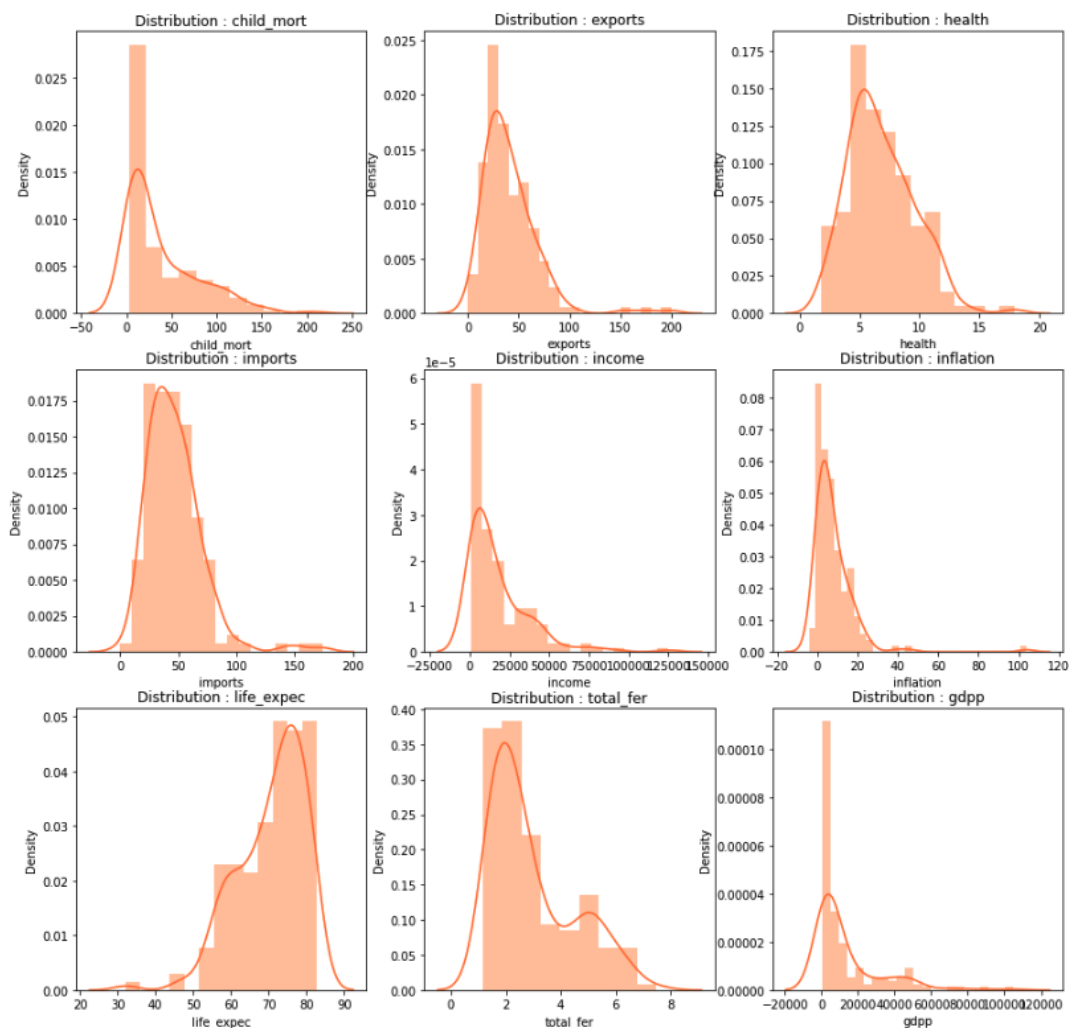 Distribution : child_mort
Distribution : exports
Distribution : health
Density
0.025
0.020
0.015
0.010
0.005
0.000
−50 0 50 100 150 200 250
child_mort
Density
0.025
0.020
0.015
0.010
0.005
0.000
0 50 100 150 200
exports
Density
0.175
0.150
0.125
0.100
0.075
0.050
0.025
0.000
0 5 10 15 20
health
Distribution : imports
Distribution : income
Distribution : inflation
Density
0.0175
0.0150
0.0125
0.0100
0.0075
0.0050
0.0025
0.0000
0 50 100 150 200
imports
1e−5
Density
6
5
4
3
2
1
0
−25000 0 25000 50000 75000 100000 125000 150000
income
Density
0.08
0.07
0.06
0.05
0.04
0.03
0.02
0.01
0.00
−20 0 20 40 60 80 100 120
inflation
Distribution : life_expec
Distribution : total_fer
Distribution : gdpp
Density
0.05
0.04
0.03
0.02
0.01
0.00
20 30 40 50 60 70 80 90
life_expec
Density
0.40
0.35
0.30
0.25
0.20
0.15
0.10
0.05
0.00
0 2 4 6 8
total_fer
Density
0.00010
0.00008
0.00006
0.00004
0.00002
0.00000
−20000 0 20000 40000 60000 80000 100000 120000
gdpp